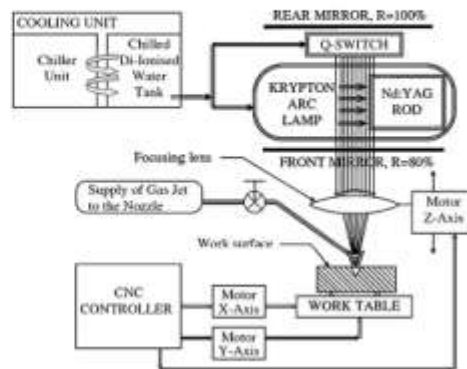 COOLING UNIT
Chiller
Unit
Chilled
Di-Ionised
Water
Tank
REAR MIRROR, R=100%
Q-SWITCH
KRYPTON
ARC
LAMP
Nd:YAG
ROD
FRONT MIRROR, R=80%
Focusing lens
Supply of Gas Jet
to the Nozzle
Motor
Z-Axis
Work surface
CNC
CONTROLLER
Motor
X-Axis
WORK TABLE
Motor
Y-Axis